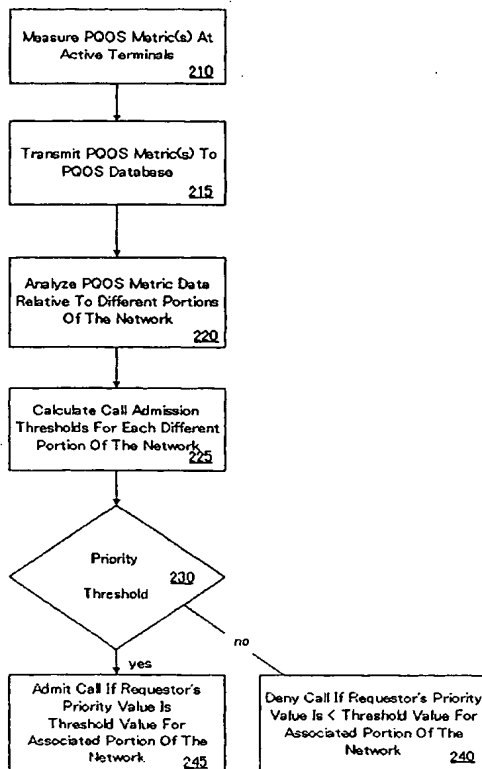 Measure PQOS Metric(s) At
Active Terminals
210
Transmit PQOS Metric(s) To
PQOS Database
215
Analyze PQOS Metric Data
Relative To Different Portions
Of The Network
220
Calculate Call Admission
Thresholds For Each Different
Portion Of The Network
225
Priority
230
Threshold
no
yes
Admit Call If Requestor's
Priority Value Is
Threshold Value For
Associated Portion Of The
Network
245
Deny Call If Requestor's Priority
Value Is < Threshold Value For
Associated Portion Of The
Network
240